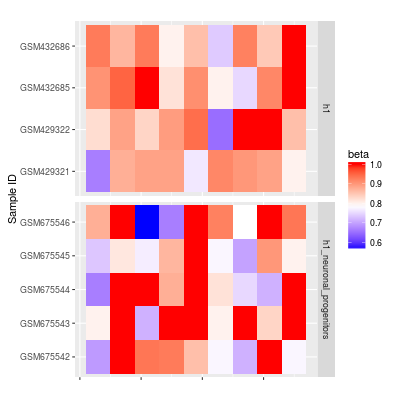 GSM432686
GSM432685
GSM429322
GSM429321
h1
GSM675546
GSM675545
GSM675544
GSM675543
GSM675542
h1_neuronal_progenitors
Sample ID
beta
1.0
0.9
0.8
0.7
0.6